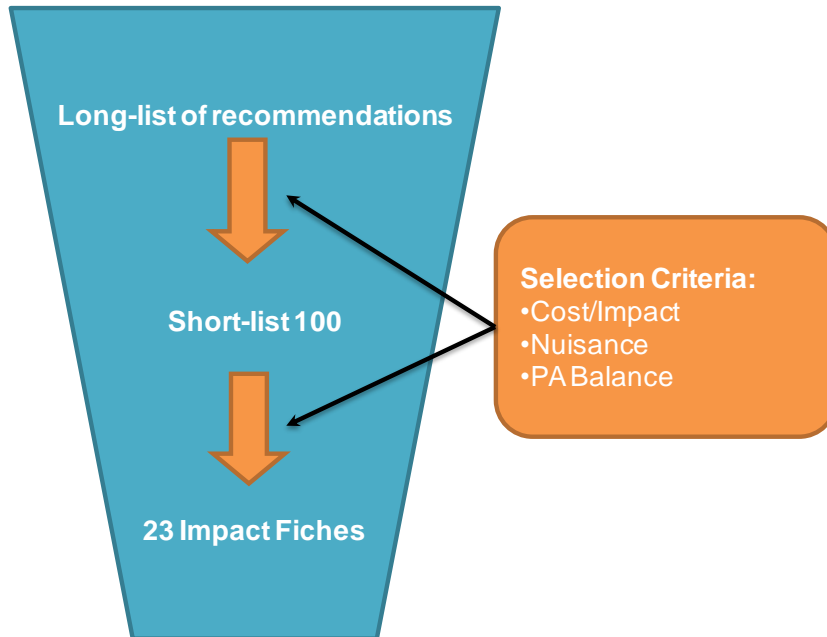 Long-list of recommendations
Short-list 100
23 Impact Fiches
Selection Criteria:
•Cost/Impact
•Nuisance
•PA Balance